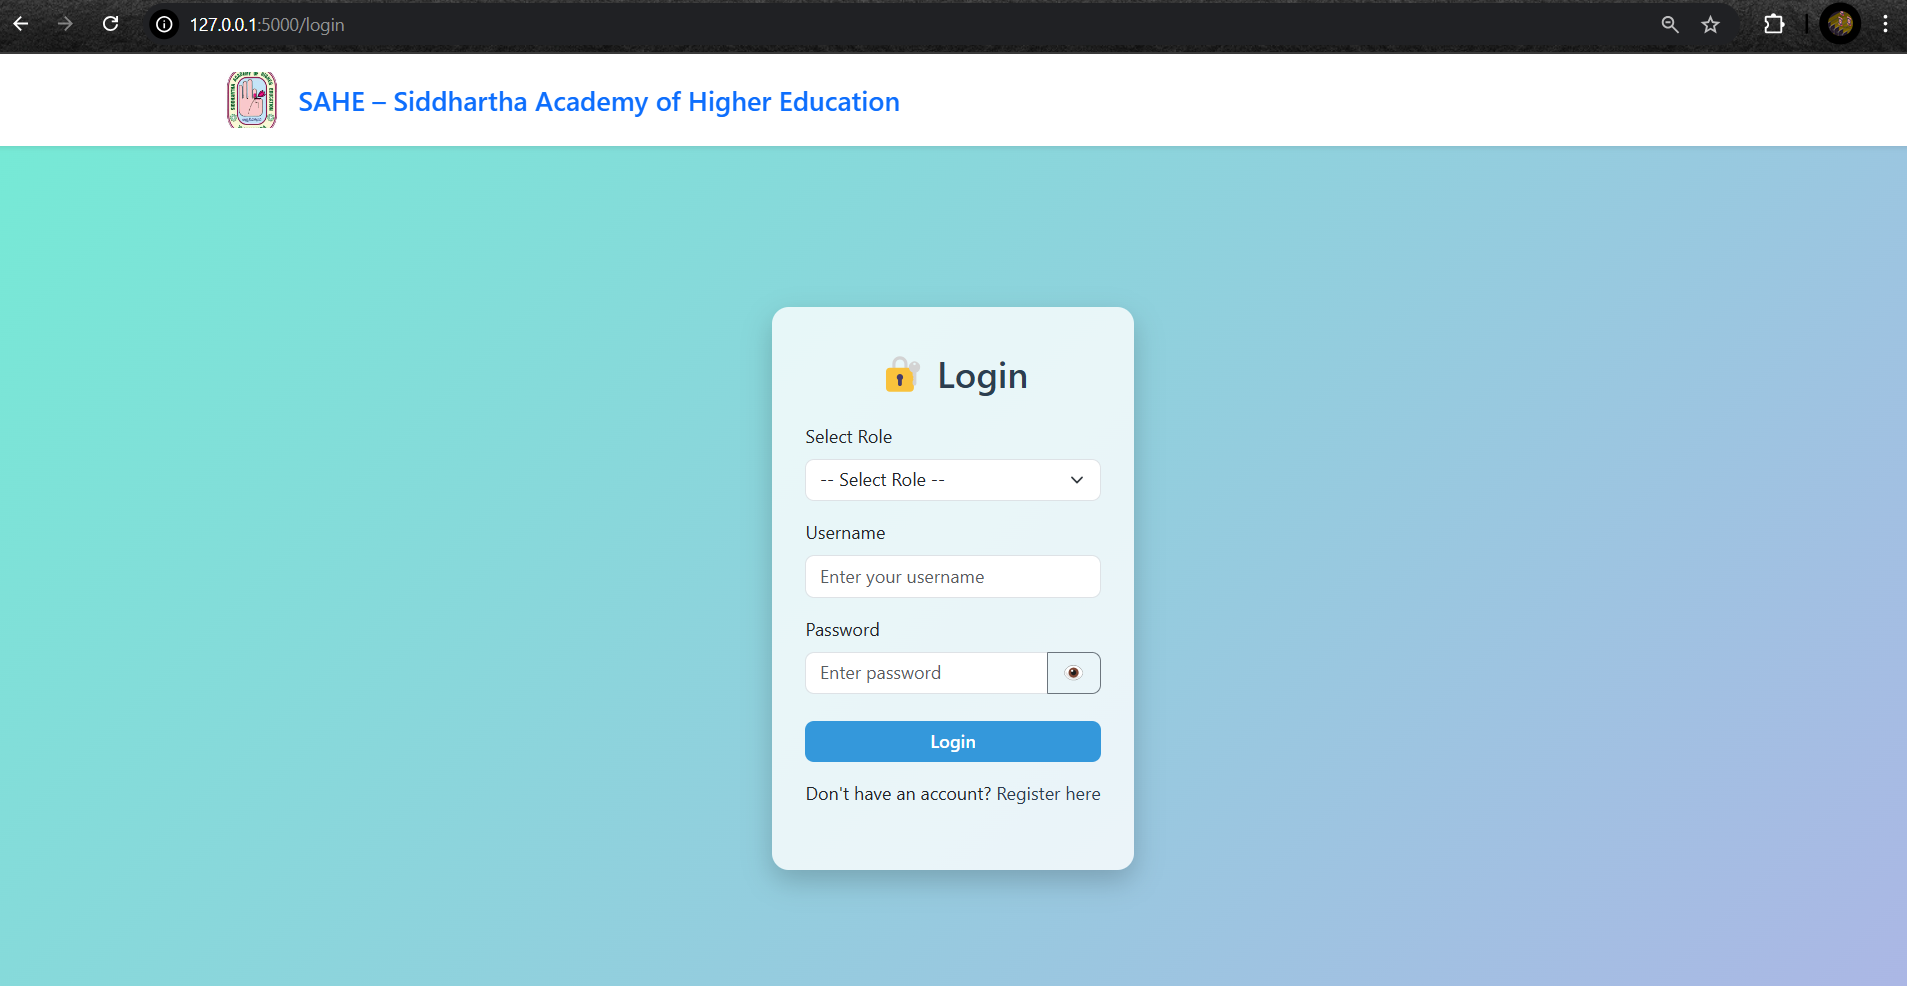 127.0.0.1:5000/login
SAHE – Siddhartha Academy of Higher Education
Login
Select Role
-- Select Role --
Username
Enter your username
Password
Enter password
Login
Don't have an account? Register here